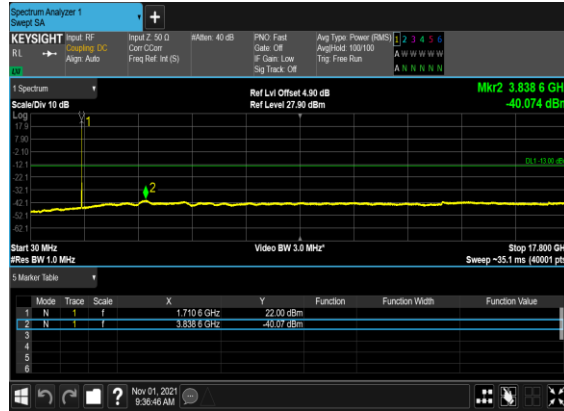 Spectrum Analyzer 1
Swept SA
KEYSIGHT Input: RF Input Z: 50 Ω #Atten: 40 dB PNO: Fast Avg Type: Power (RMS) 1 2 3 4 5 6
RL Coupling: DC Corr CCorr Gate: Off Avg|Hold: 100/100 A W W W W W
Align: Auto Freq Ref: Int (S) IF Gain: Low Trig: Free Run
Sig Track: Off A N N N N N
1 Spectrum Ref Lvl Offset 4.90 dB Mkr2 3.838 6 GH
Scale/Div 10 dB Ref Level 27.90 dBm -40.074 dBn
Log
17.9 1
7.90
-2.10
-12.1 DL1 -13.00 dB
-22.1
-32.1 2
-42.1
-52.1
-62.1
Start 30 MHz Video BW 3.0 MHz* Stop 17.800 GH
#Res BW 1.0 MHz Sweep ~35.1 ms (40001 pts
5 Marker Table
Mode Trace Scale X Y Function Function Width Function Value
1 N 1 f 1.710 6 GHz 22.00 dBm
2 N 1 f 3.838 6 GHz -40.07 dBm
3
4
5
6
? Nov 01, 2021
9:36:46 AM